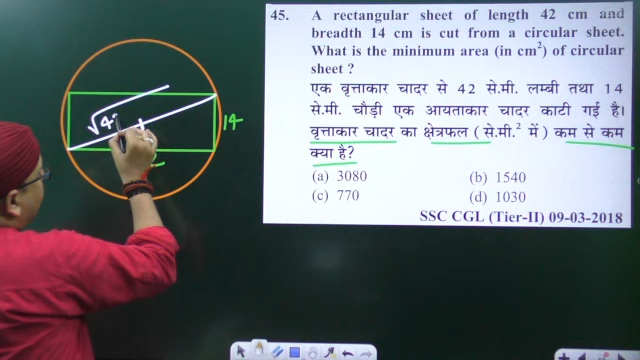 45. A rectangular sheet of length 42 cm and
breadth 14 cm is cut from a circular sheet.
What is the minimum area (in cm²) of circular
sheet ?
एक वृत्ताकार चादर से 42 से.मी. लम्बी तथा 14
से.मी. चौड़ी एक आयताकार चादर काटी गई है।
वृत्ताकार चादर का क्षेत्रफल ( से.मी.² में ) कम से कम
क्या है?
(a) 3080 (b) 1540
(c) 770 (d) 1030
SSC CGL (Tier-II) 09-03-2018
14